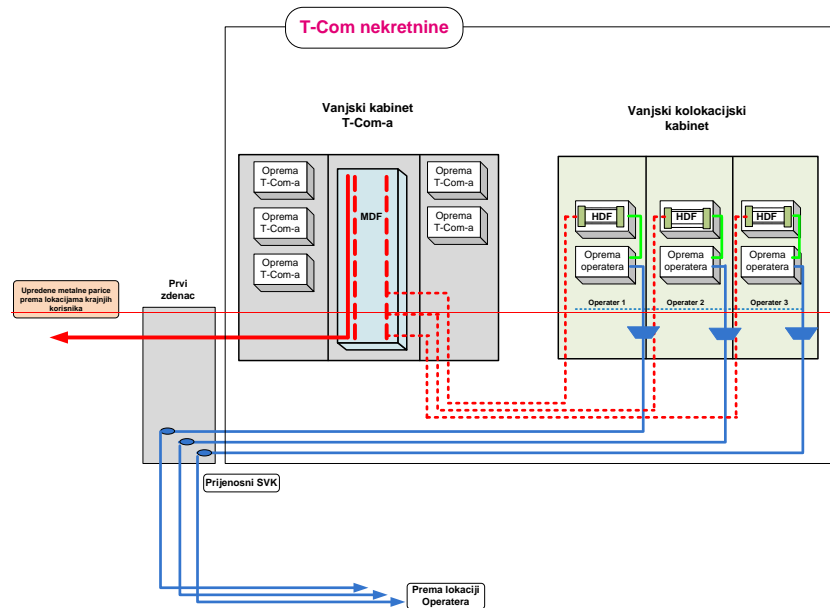 T-Com nekretnine
Vanjski kabinet
T-Com-a
Vanjski kolokacijski
kabinet
Oprema
T-Com-a
Oprema
T-Com-a
Oprema
T-Com-a
MDF
Oprema
T-Com-a
Oprema
T-Com-a
HDF
HDF
HDF
Oprema
operatera
Oprema
operatera
Oprema
operatera
Operater 1
Operater 2
Operater 3
Upredene metalne parice
prema lokacijama krajnjih
korisnika
Prvi
zdenac
Prijenosni SVK
Prema lokaciji
Operatera